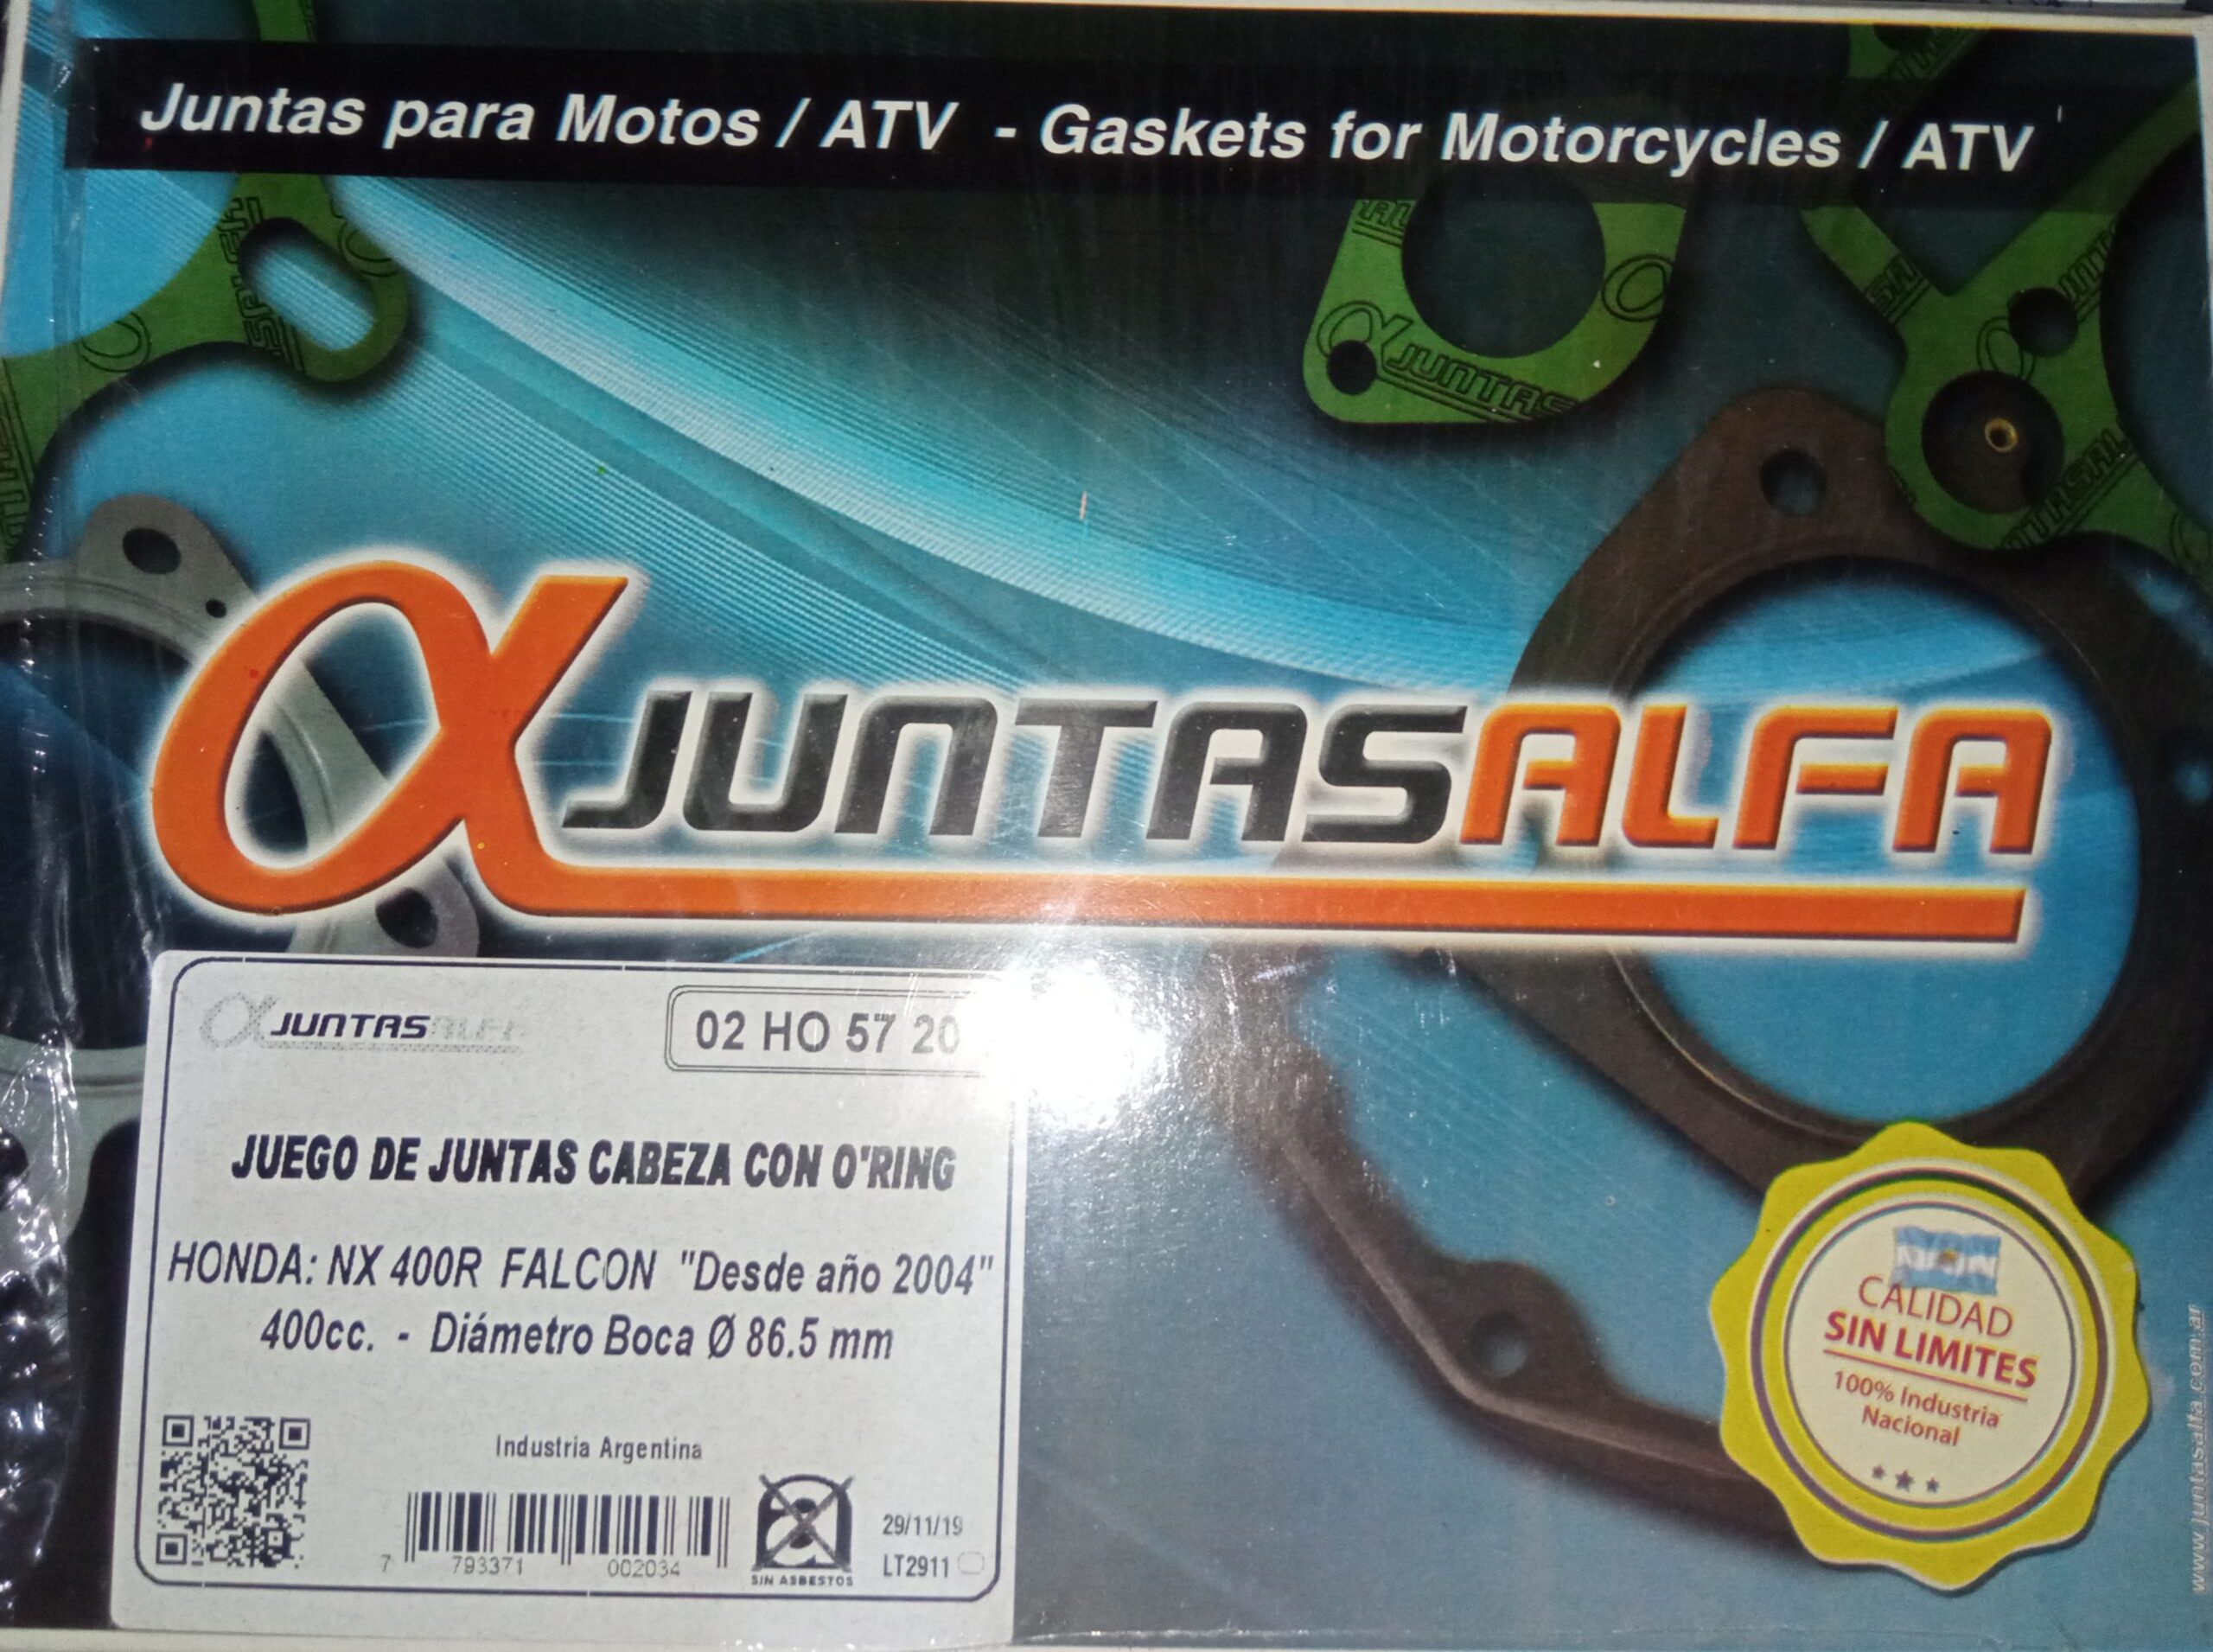 Juntas para Motos / ATV - Gaskets for Motorcycles / ATV
JUNTAS
JUNTASALFA
JUNTASALFA
02 HO 57 20
JUEGO DE JUNTAS CABEZA CON O'RING
HONDA: NX 400R FALCON "Desde año 2004"
400cc. - Diámetro Boca Ø 86.5 mm
Industria Argentina
7 793371 002034
SIN ASBESTOS
29/11/19
LT2911
CALIDAD
SIN LIMITES
100% Industria
Nacional
www.juntasalfa.com.ar